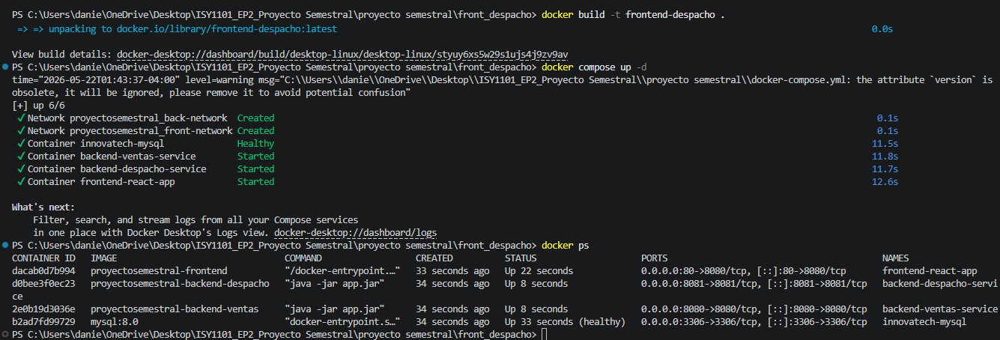 PS C:\Users\danie\OneDrive\Desktop\ISY1101_EP2_Proyecto Semestral\proyecto semestral\front_despacho> docker build -t frontend-despacho .
=> => unpacking to docker.io/library/frontend-despacho:latest 0.0s
View build details: docker-desktop://dashboard/build/desktop-linux/desktop-linux/styuy6xs5w29s1ujs4j9zv9av
PS C:\Users\danie\OneDrive\Desktop\ISY1101_EP2_Proyecto Semestral\proyecto semestral\front_despacho> docker compose up -d
time="2026-05-22T01:43:37-04:00" level=warning msg="C:\\Users\\danie\\OneDrive\\Desktop\\ISY1101_EP2_Proyecto Semestral\\proyecto semestral\\docker-compose.yml: the attribute `version` is
obsolete, it will be ignored, please remove it to avoid potential confusion"
[+] up 6/6
✓ Network proyectosemestral_back-network Created 0.1s
✓ Network proyectosemestral_front-network Created 0.1s
✓ Container innovatech-mysql Healthy 11.5s
✓ Container backend-ventas-service Started 11.8s
✓ Container backend-despacho-service Started 11.7s
✓ Container frontend-react-app Started 12.6s
What's next:
Filter, search, and stream logs from all your Compose services
in one place with Docker Desktop's Logs view. docker-desktop://dashboard/logs
PS C:\Users\danie\OneDrive\Desktop\ISY1101_EP2_Proyecto Semestral\proyecto semestral\front_despacho> docker ps
CONTAINER ID IMAGE COMMAND CREATED STATUS PORTS NAMES
dacab0d7b994 proyectosemestral-frontend "/docker-entrypoint.…" 33 seconds ago Up 22 seconds 0.0.0.0:80->8080/tcp, [::]:80->8080/tcp frontend-react-app
d0bee3f0ec23 proyectosemestral-backend-despacho "java -jar app.jar" 34 seconds ago Up 8 seconds 0.0.0.0:8081->8081/tcp, [::]:8081->8081/tcp backend-despacho-servi
ce
2e0b19d3036e proyectosemestral-backend-ventas "java -jar app.jar" 34 seconds ago Up 8 seconds 0.0.0.0:8080->8080/tcp, [::]:8080->8080/tcp backend-ventas-service
b2ad7fd99729 mysql:8.0 "docker-entrypoint.s…" 34 seconds ago Up 33 seconds (healthy) 0.0.0.0:3306->3306/tcp, [::]:3306->3306/tcp innovatech-mysql
PS C:\Users\danie\OneDrive\Desktop\ISY1101_EP2_Proyecto Semestral\proyecto semestral\front_despacho>